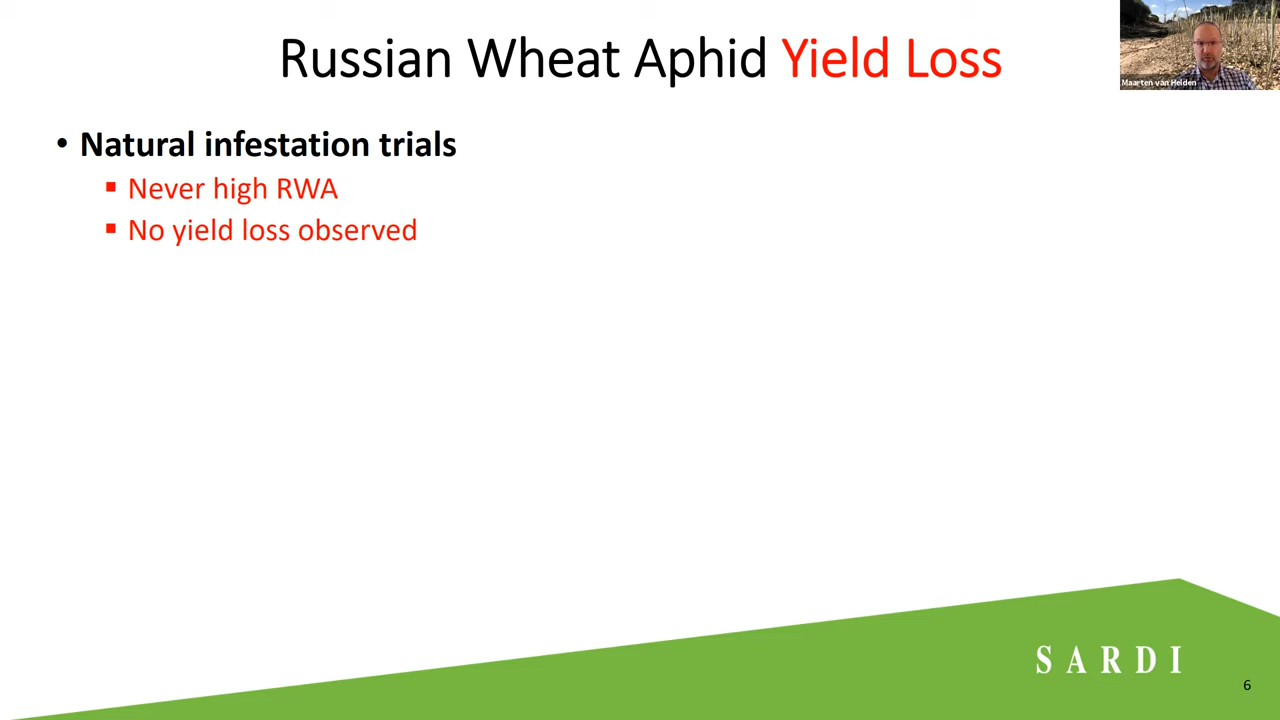 Russian Wheat Aphid Yield Loss
Maarten van Helden
• Natural infestation trials
▪ Never high RWA
▪ No yield loss observed
SARDI
6